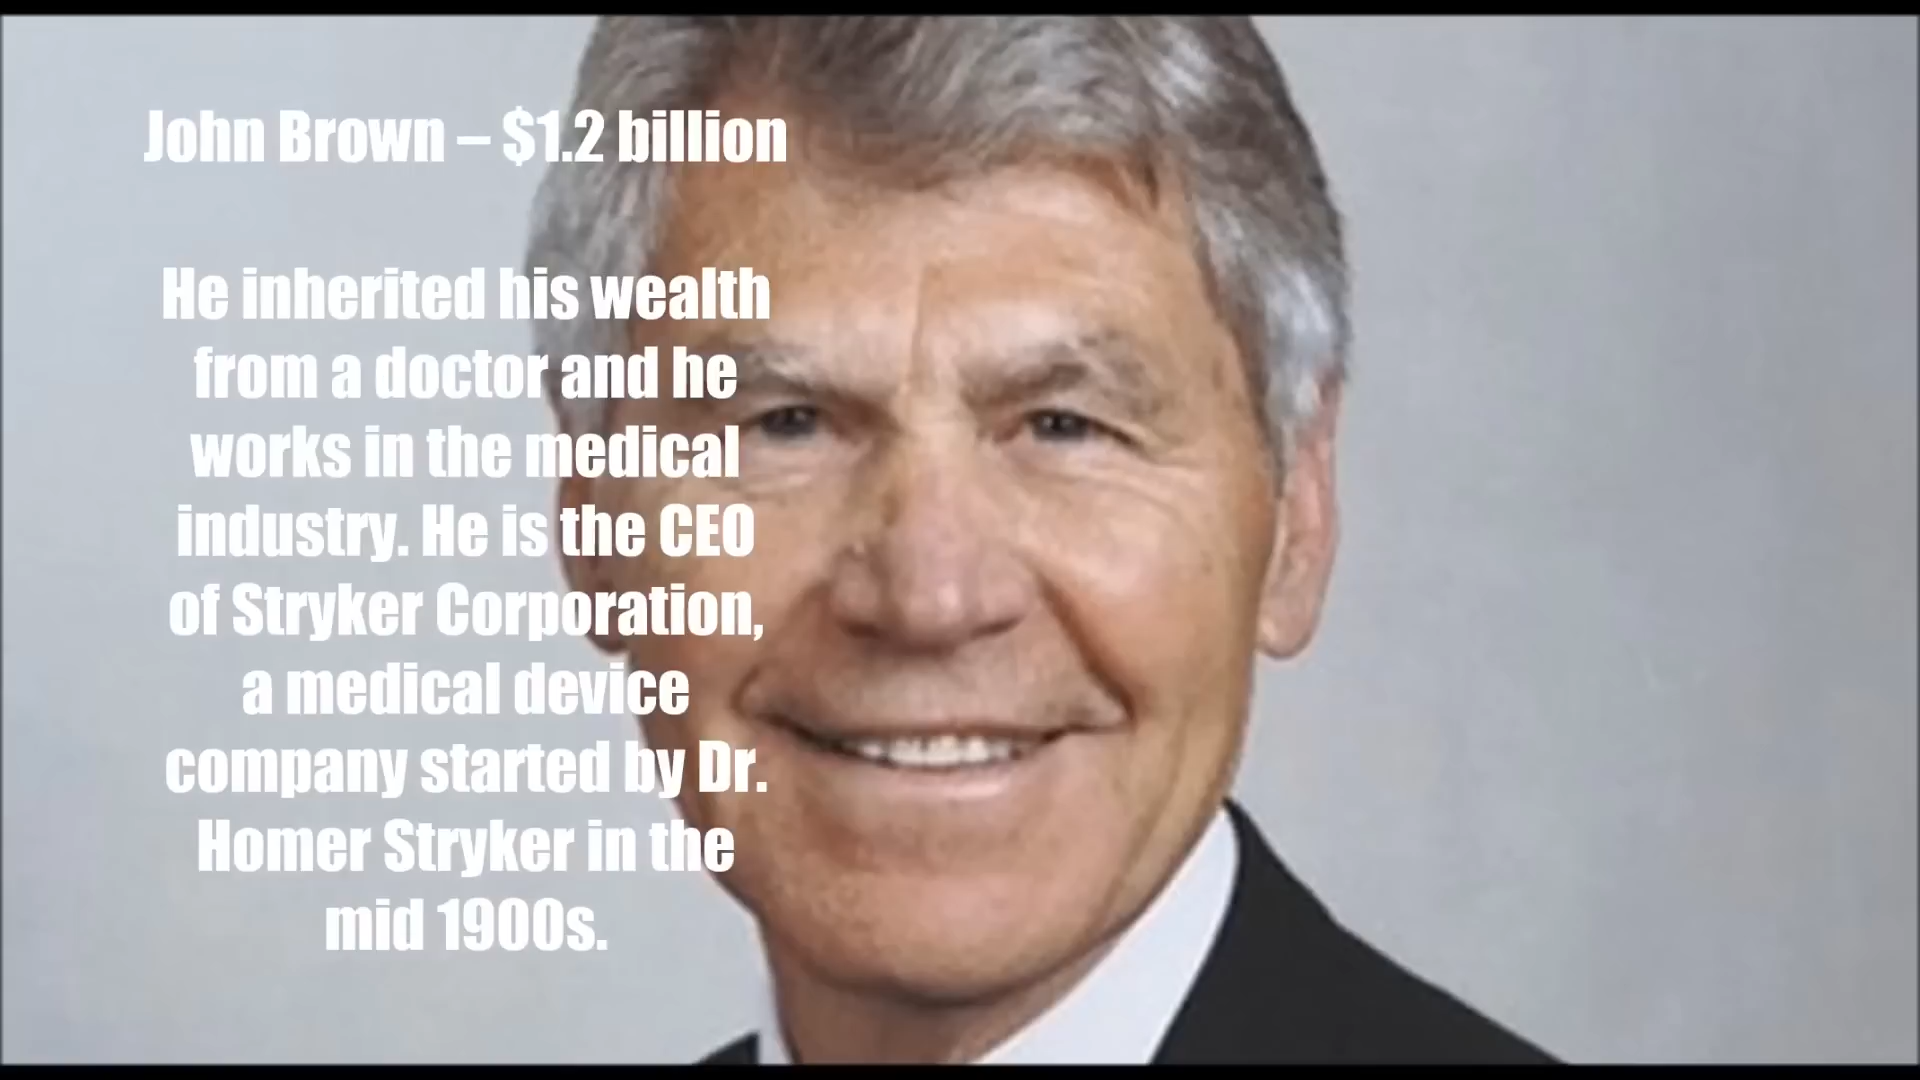 John Brown – $1.2 billion
He inherited his wealth
from a doctor and he
works in the medical
industry. He is the CEO
of Stryker Corporation,
a medical device
company started by Dr.
Homer Stryker in the
mid 1900s.